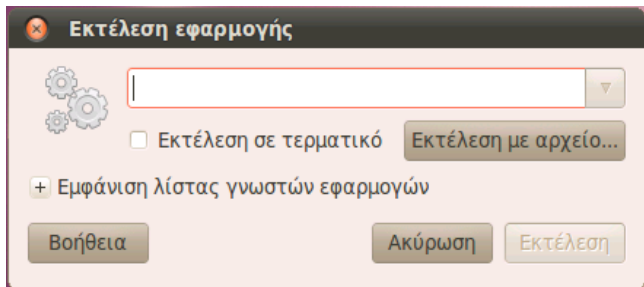 Εκτέλεση εφαρμογής
Εκτέλεση σε τερματικό
Εκτέλεση με αρχείο...
Εμφάνιση λίστας γνωστών εφαρμογών
Βοήθεια
Ακύρωση
Εκτέλεση